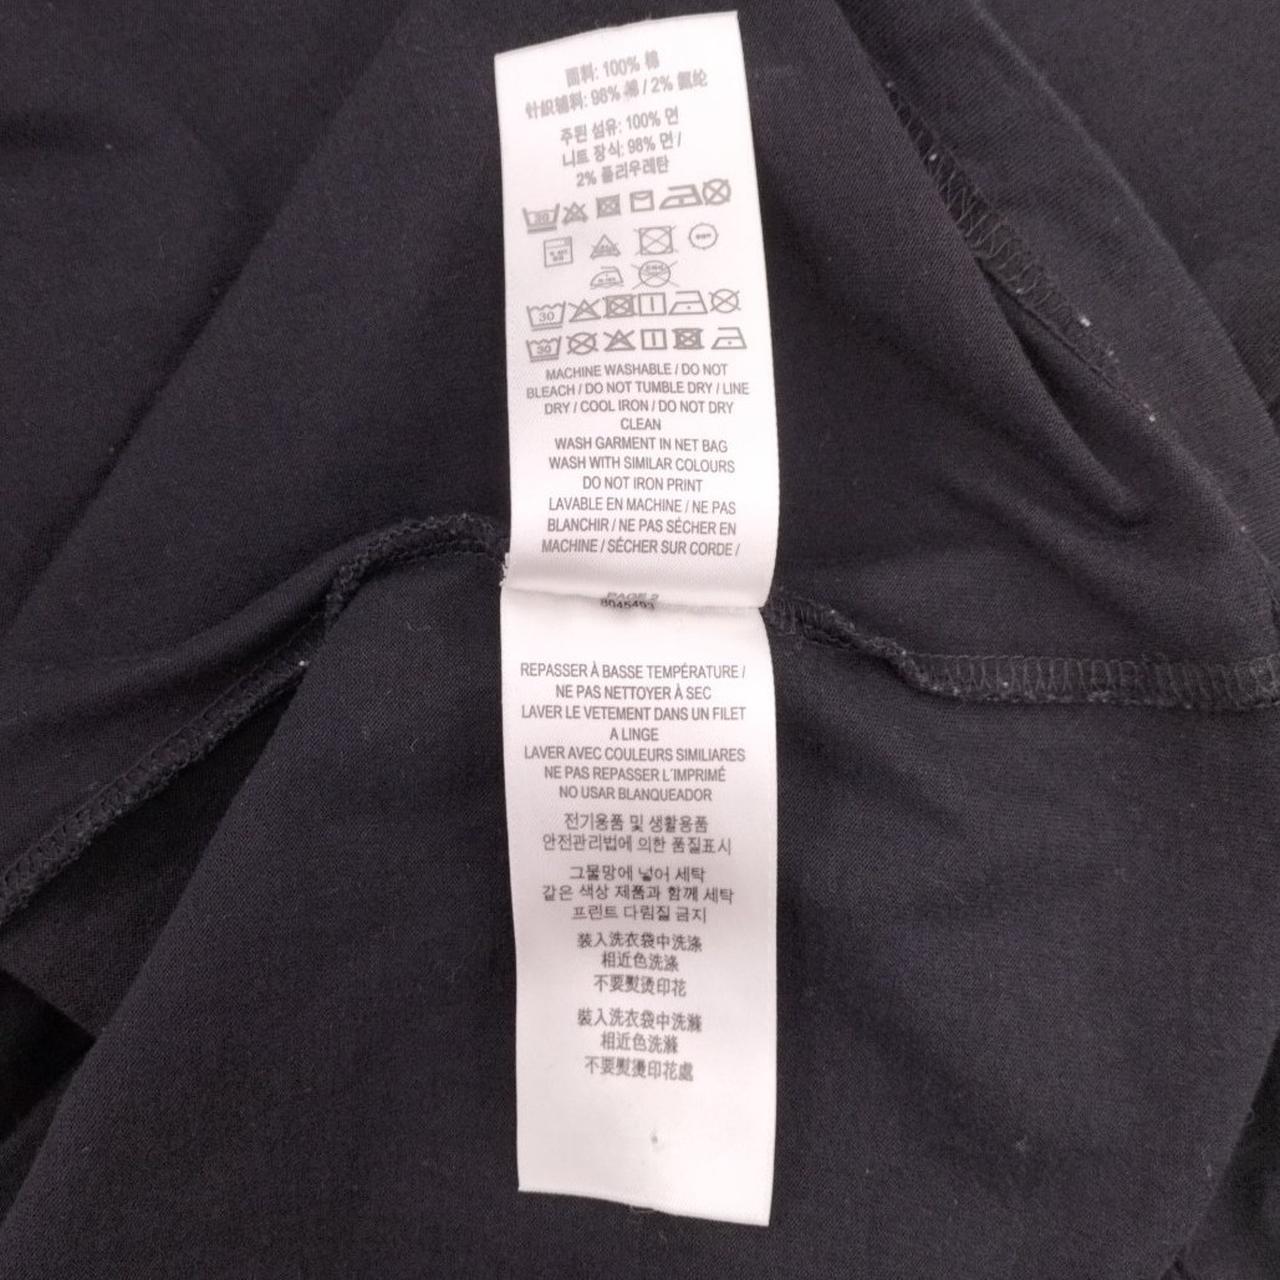 面料: 100% 棉
针织辅料: 98% 棉 / 2% 氨纶
주된 섬유: 100% 면
니트 장식: 98% 면 /
2% 폴리우레탄
30
30
30
MACHINE WASHABLE / DO NOT
BLEACH / DO NOT TUMBLE DRY / LINE
DRY / COOL IRON / DO NOT DRY
CLEAN
WASH GARMENT IN NET BAG
WASH WITH SIMILAR COLOURS
DO NOT IRON PRINT
LAVABLE EN MACHINE / NE PAS
BLANCHIR / NE PAS SÉCHER EN
MACHINE / SÉCHER SUR CORDE /
PAGE 2
8045493
REPASSER À BASSE TEMPÉRATURE /
NE PAS NETTOYER À SEC
LAVER LE VETEMENT DANS UN FILET
A LINGE
LAVER AVEC COULEURS SIMILIARES
NE PAS REPASSER L´IMPRIMÉ
NO USAR BLANQUEADOR
전기용품 및 생활용품
안전관리법에 의한 품질표시
그물망에 넣어 세탁
같은 색상 제품과 함께 세탁
프린트 다림질 금지
装入洗衣袋中洗涤
相近色洗涤
不要熨烫印花
裝入洗衣袋中洗滌
相近色洗滌
不要熨燙印花處